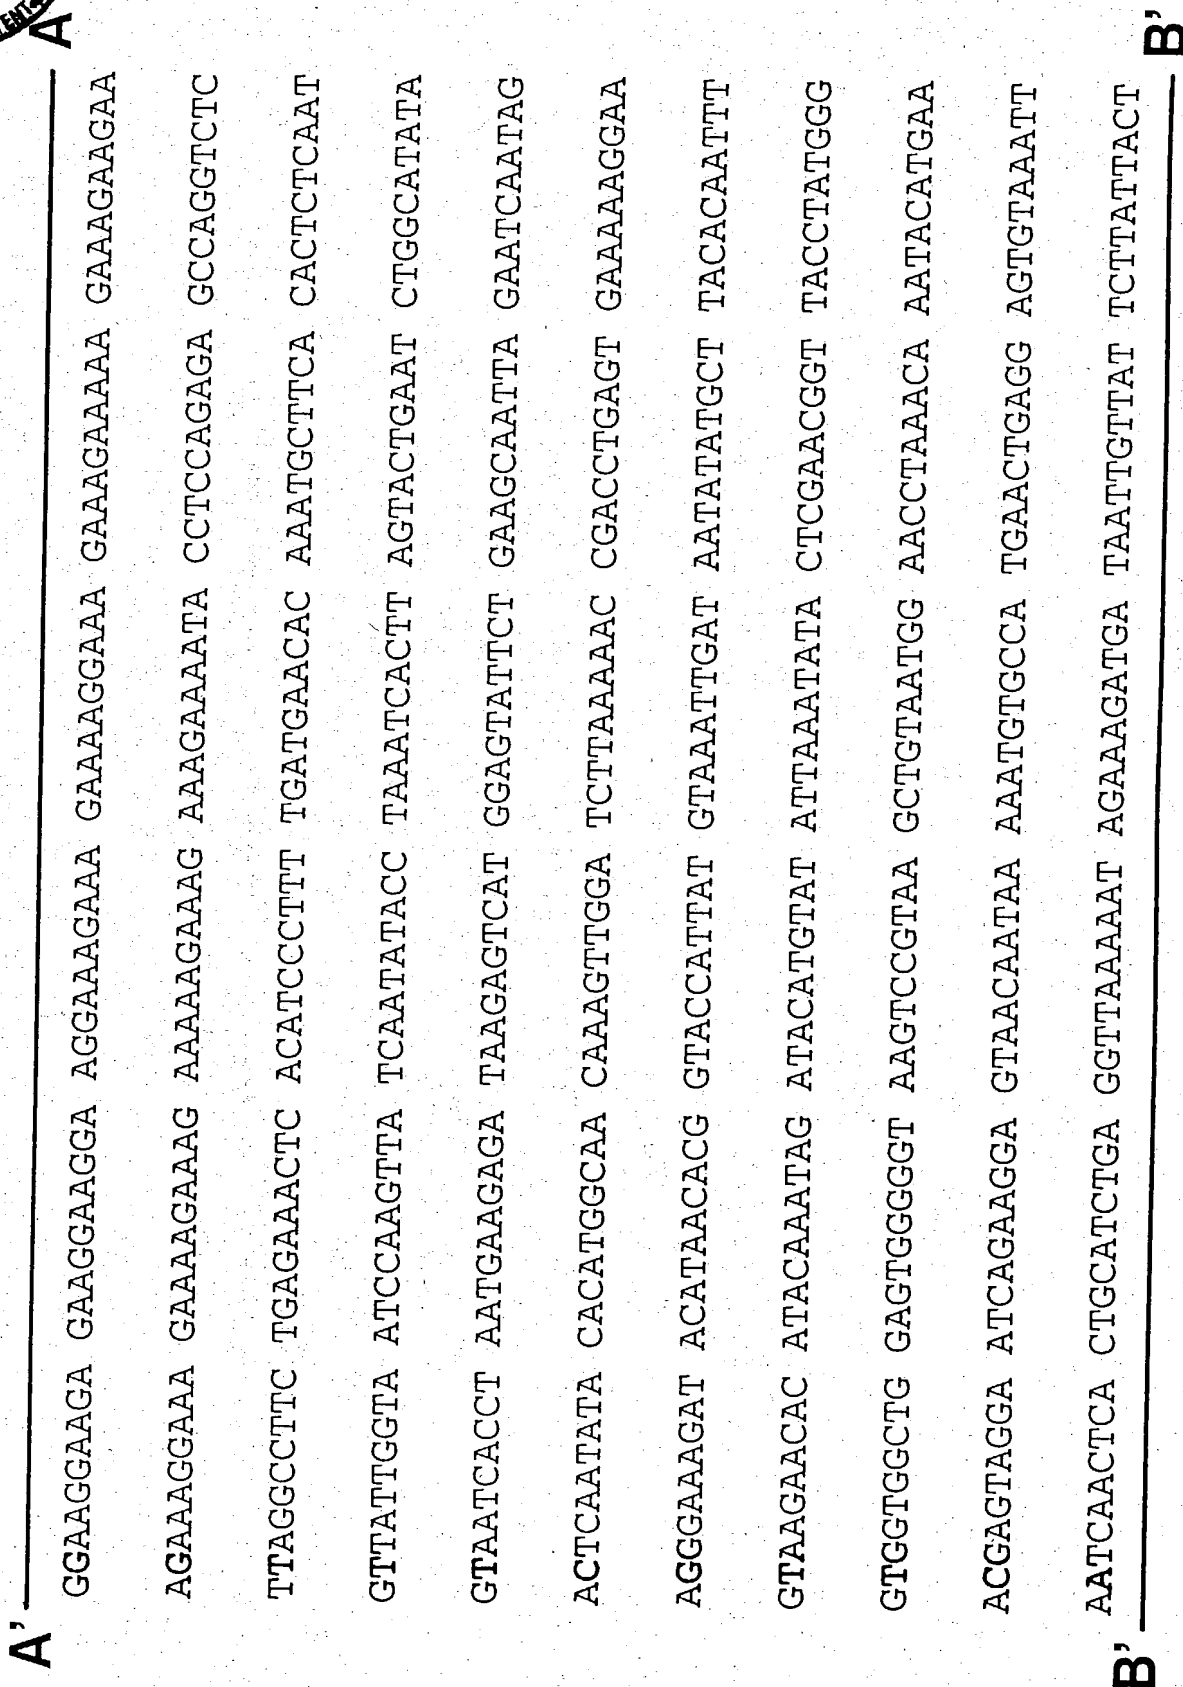 A' A'
GGAAGGAAGA GAAGGAAGGA AGGAAAGAAA GAAAAGGAAA GAAAGAAAAA GAAAGAAGAA
AGAAAGGAAA GAAAAGAAAG AAAAAGAAAG AAAGAAAATA CCTCCAGAGA GCCAGGTCTC
TTAGGCCTTC TGAGAAACTC ACATCCCTTT TGATGAACAC AAATGCTTCA CACTCTCAAT
GTTATTGGTA ATCCAAGTTA TCAATATACC TAAATCACTT AGTACTGAAT CTGGCATATA
GTAATCACCT AATGAAGAGA TAAGAGTCAT GGAGTATTCT GAAGCAATTA GAATCAATAG
ACTCAATATA CACATGGCAA CAAAGTTGGA TCTTAAAAAC CGACCTGAGT GAAAAAGGAA
AGGGAAAGAT ACATAACACG GTACCATTAT GTAAATTGAT AATATATGCT TACACAATTT
GTAAGAACAC ATACAAATAG ATACATGTAT ATTAAATATA CTCGAACGGT TACCTATGGG
GTGGTGGCTG GAGTGGGGGT AAGTCCGTAA GCTGTAATGG AACCTAAACA AATACATGAA
ACGAGTAGGA ATCAGAAGGA GTAACAATAA AAATGTGCCA TGAACTGAGG AGTGTAAATT
AATCAACTCA CTGCATCTGA GGTTAAAAAT AGAAAGATGA TAATTGTTAT TCTTATTACT
B' B'